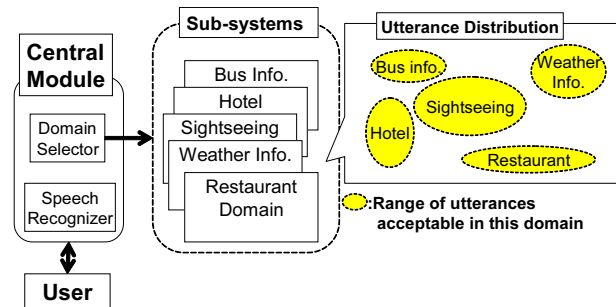 Central
Module
Domain
Selector
Speech
Recognizer
User
Sub-systems
Bus Info.
Hotel
Sightseeing
Weather Info.
Restaurant
Domain
Utterance Distribution
Bus info.
Weather
Info.
Sightseeing
Hotel
Restaurant
:Range of utterances
acceptable in this domain